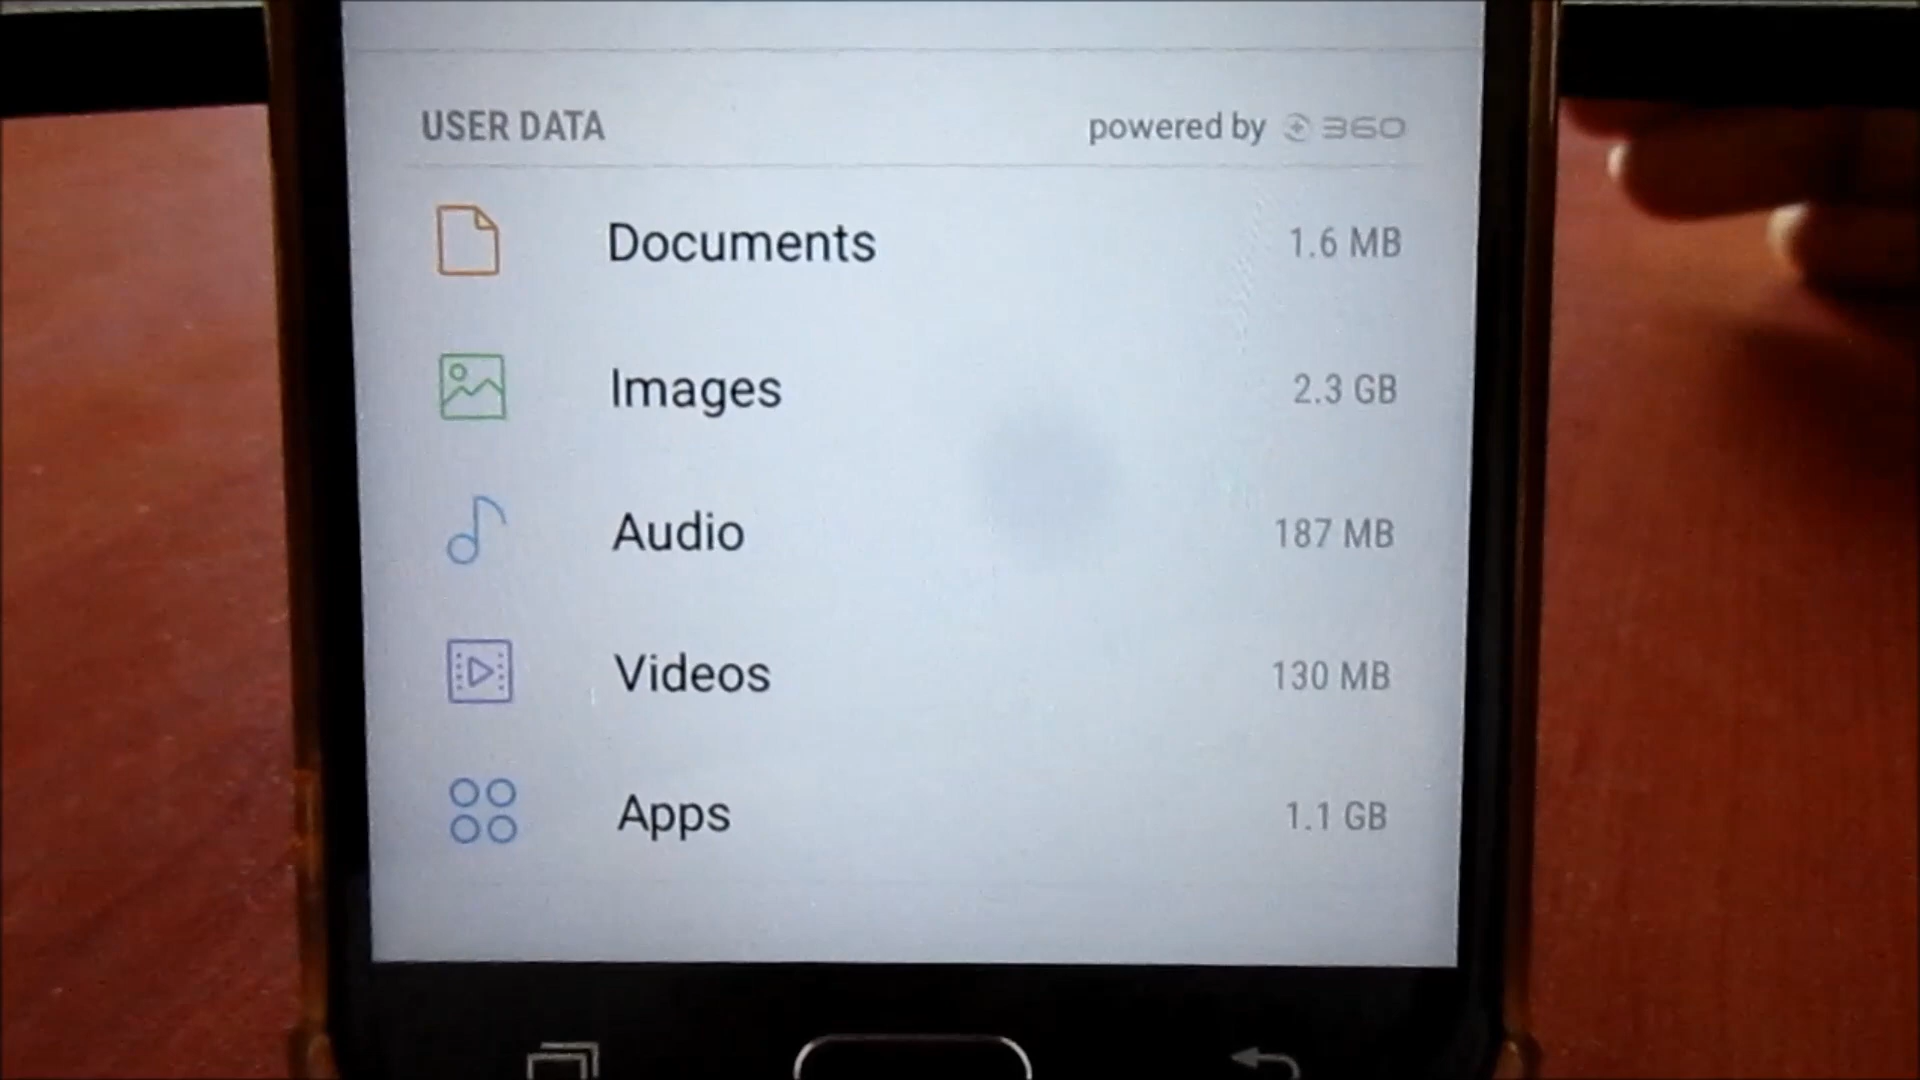 USER DATA powered by 360
Documents 1.6 MB
Images 2.3 GB
Audio 187 MB
Videos 130 MB
Apps 1.1 GB